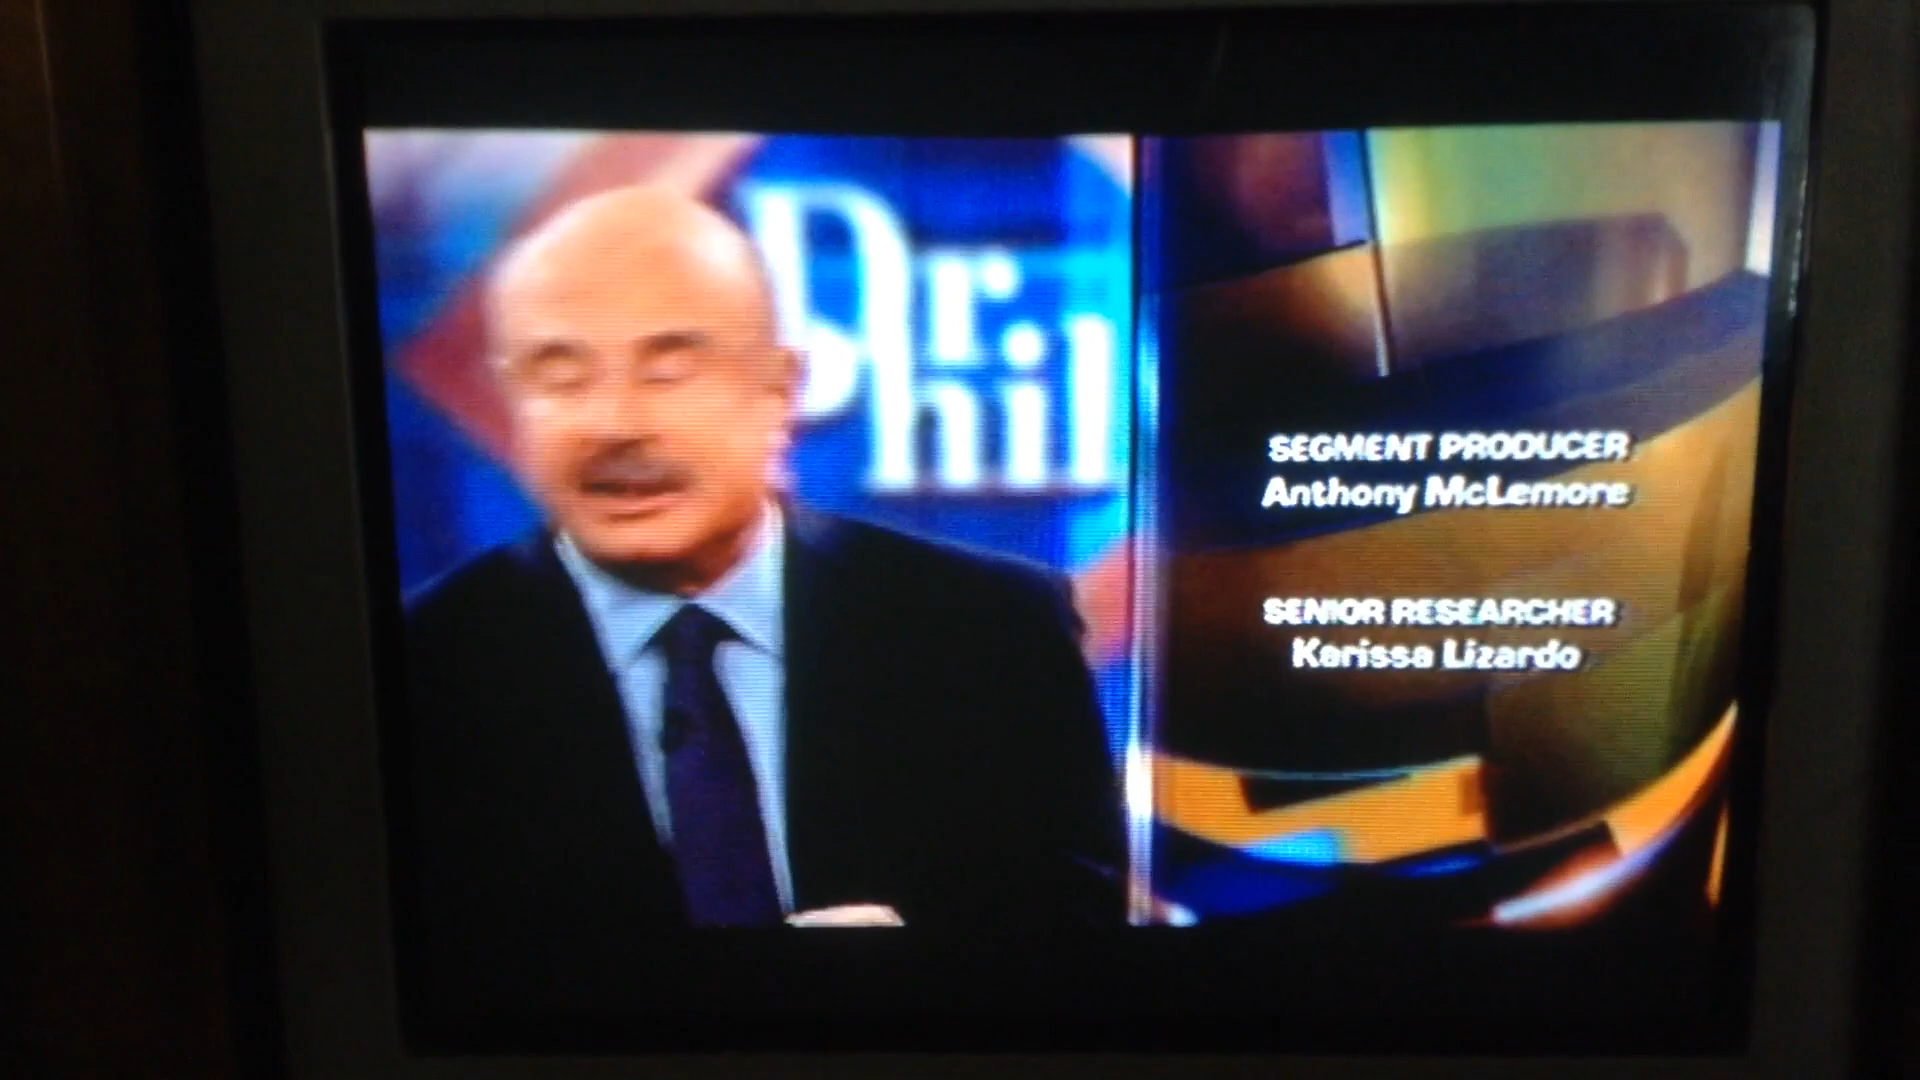 Dr
Phil
SEGMENT PRODUCER
Anthony McLemore
SENIOR RESEARCHER
Karissa Lizardo